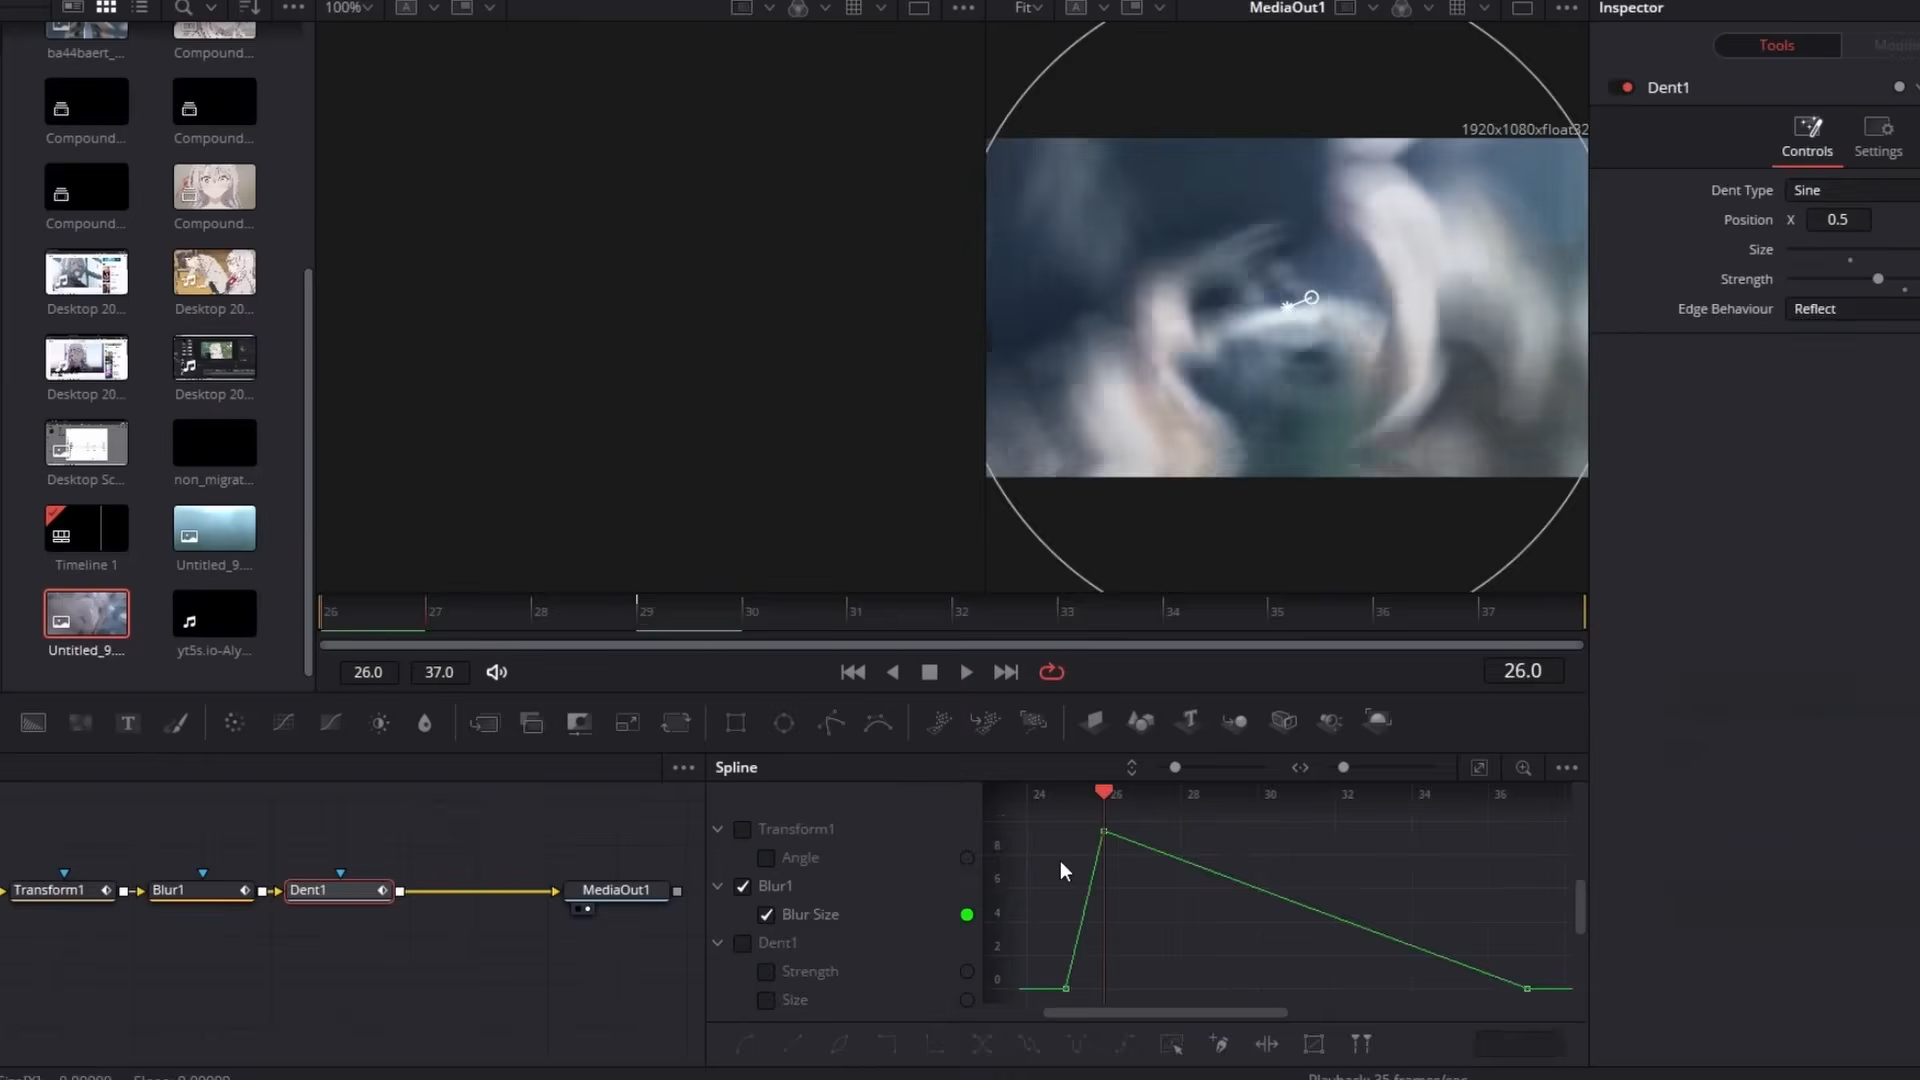 100%
Fit
MediaOut1
Inspector
ba44baert_...
Compound...
Tools
Dent1
Compound...
Compound...
1920x1080xfloat32
Controls
Settings
Dent Type
Sine
Position
X
0.5
Compound...
Compound...
Size
Strength
Edge Behaviour
Reflect
Desktop 20...
Desktop 20...
Desktop 20...
Desktop 20...
Desktop Sc...
non_migrat...
Timeline 1
Untitled_9....
26 27 28 29 30 31 32 33 34 35 36 37
Untitled_9....
yt5s.io-Aly...
26.0
37.0
26.0
T
T
Spline
24 26 28 30 32 34 36
Transform1
Angle
8
Blur1
6
Blur Size
4
Dent1
2
Strength
0
Size
Transform1
Blur1
Dent1
MediaOut1